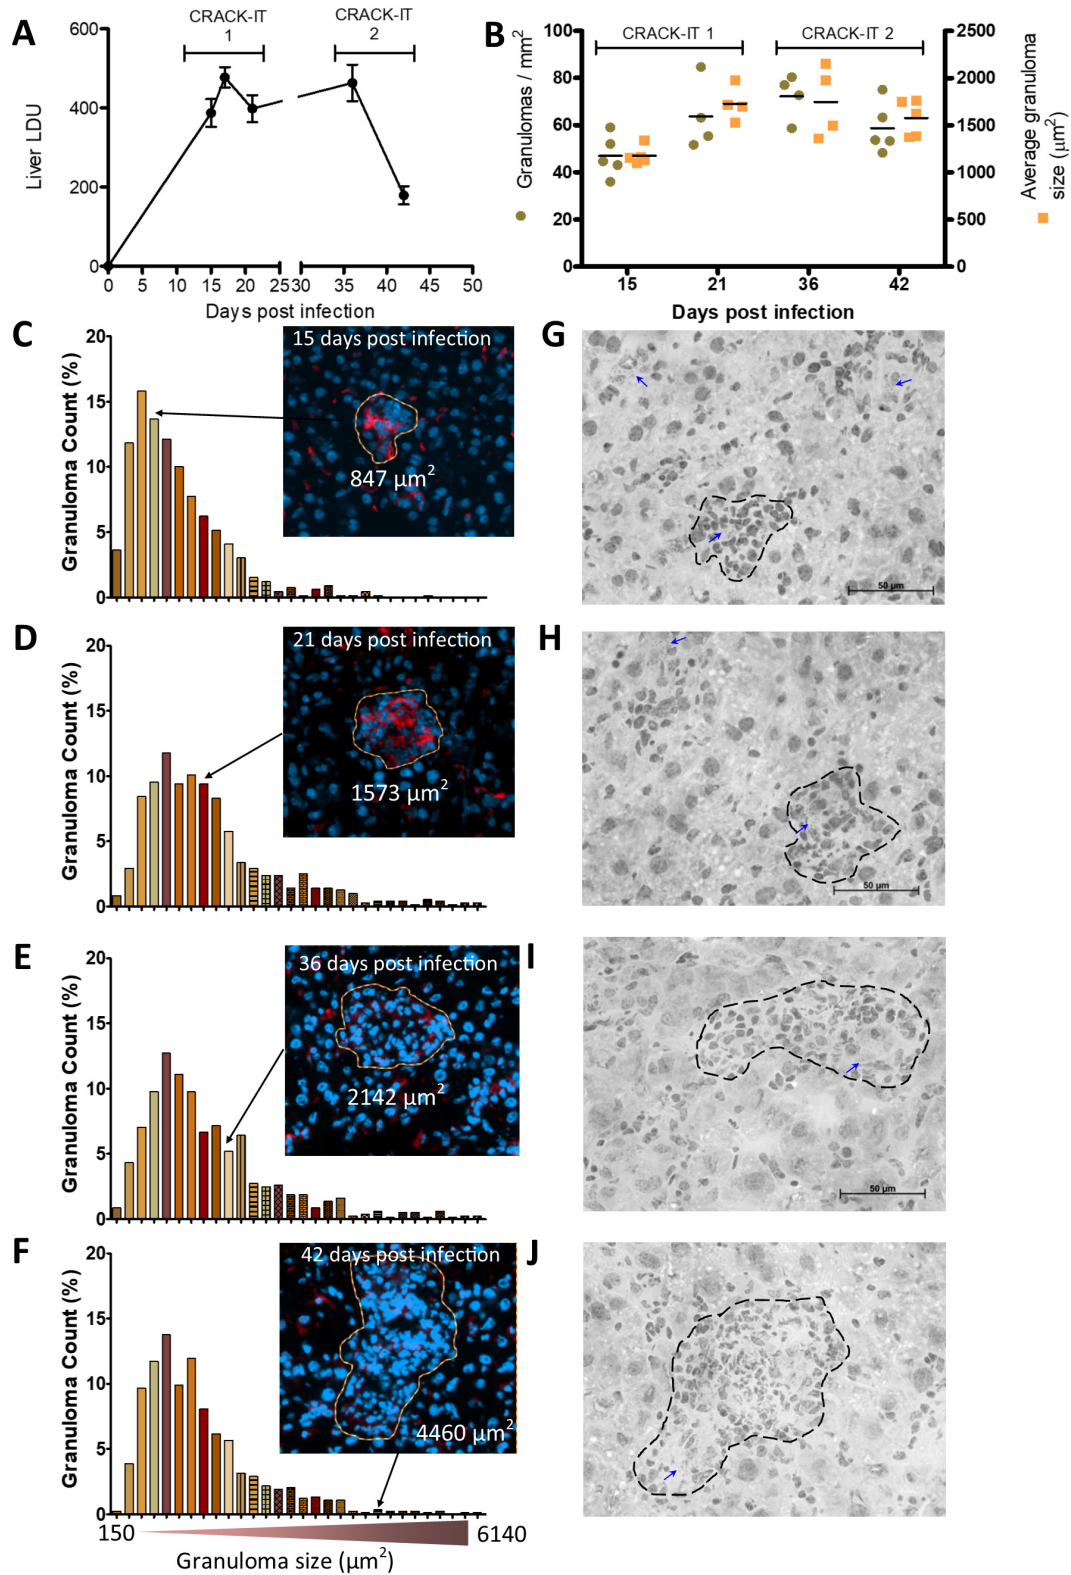 A
CRACK-IT
1
CRACK-IT
2
600
400
200
0
Liver LDU
0 5 10 15 20 25 30 35 40 45 50
Days post infection
B
CRACK-IT 1
CRACK-IT 2
100
80
60
40
20
0
Granulomas / mm²
2500
2000
1500
1000
500
0
Average granuloma
size (µm²)
15 21 36 42
Days post infection
C
20
15
10
5
0
Granuloma Count (%)
15 days post infection
847 µm²
G
50 µm
D
20
15
10
5
0
Granuloma Count (%)
21 days post infection
1573 µm²
H
50 µm
E
20
15
10
5
0
Granuloma Count (%)
36 days post infection
2142 µm²
I
50 µm
F
20
15
10
5
0
Granuloma Count (%)
42 days post infection
4460 µm²
J
150
6140
Granuloma size (µm²)